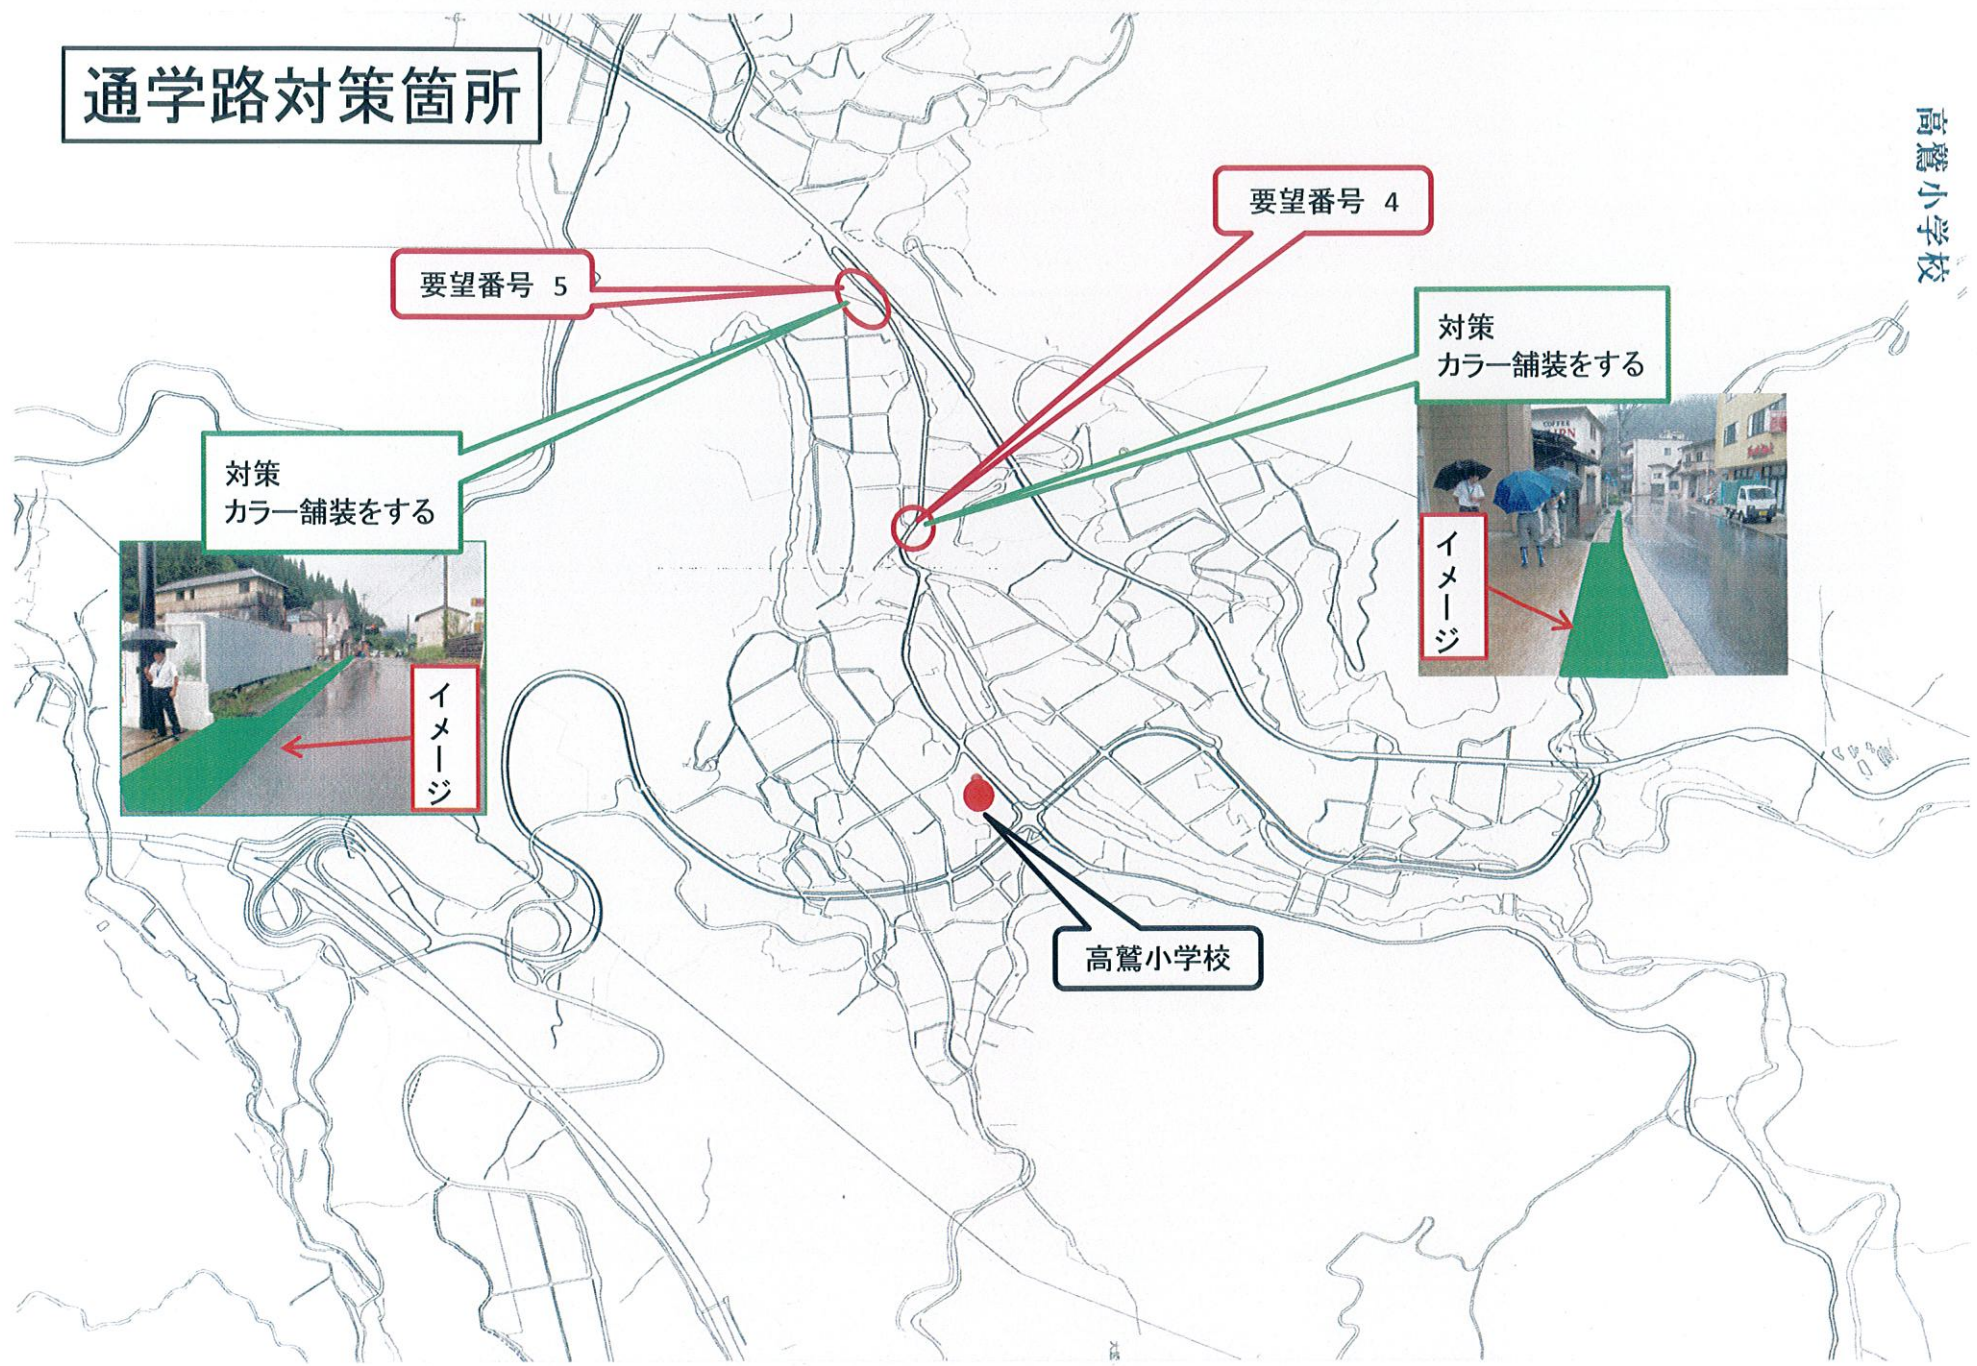 通学路対策箇所
高鷲小学校
要望番号 4
要望番号 5
対策
カラー舗装をする
対策
カラー舗装をする
COFFEE
イメージ
イメージ
高鷲小学校